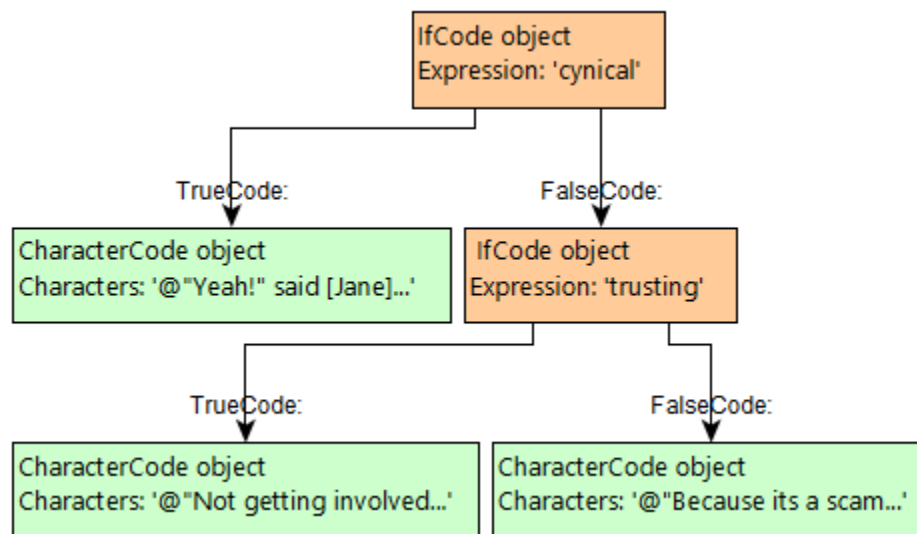 IfCode object
Expression: 'cynical'
TrueCode:
FalseCode:
CharacterCode object
Characters: '@"Yeah!" said [Jane]...'
IfCode object
Expression: 'trusting'
TrueCode:
FalseCode:
CharacterCode object
Characters: '@"Not getting involved...'
CharacterCode object
Characters: '@"Because its a scam...'